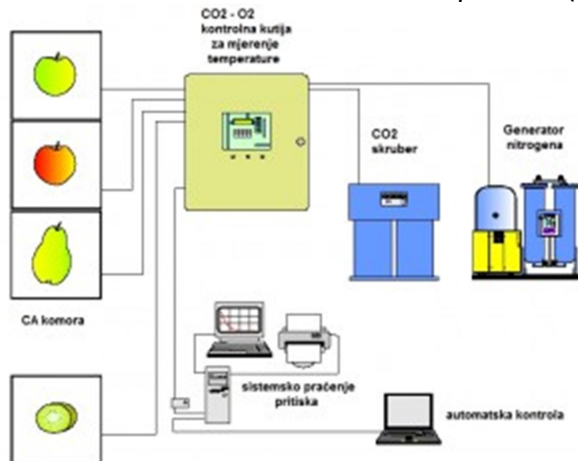 CO2 - O2
kontrolna kutija
za mjerenje
temperature
CO2
skruber
Generator
nitrogena
CA komora
sistemsko praćenje
pritiska
automatska kontrola